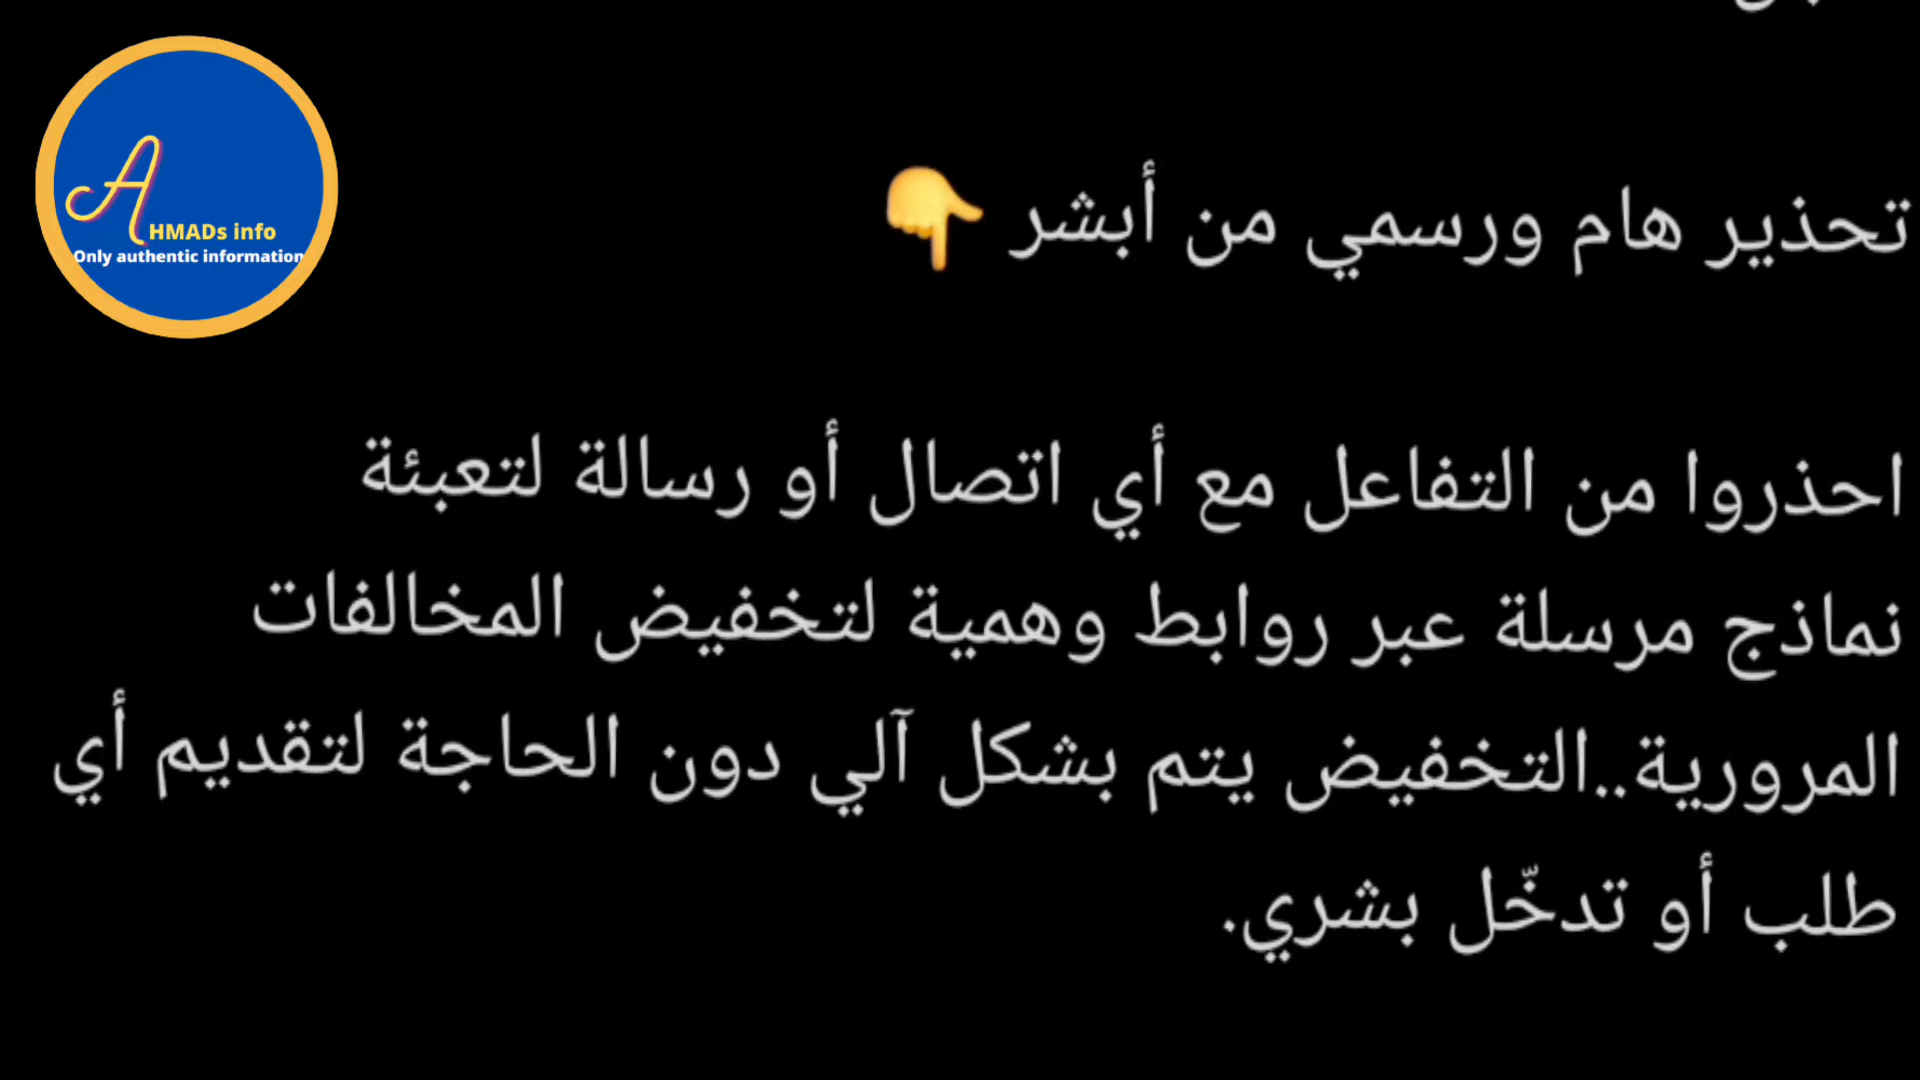 AHMADs info
Only authentic information
تحذير هام ورسمي من أبشر 👇
احذروا من التفاعل مع أي اتصال أو رسالة لتعبئة
نماذج مرسلة عبر روابط وهمية لتخفيض المخالفات
المرورية..التخفيض يتم بشكل آلي دون الحاجة لتقديم أي
طلب أو تدخّل بشري.